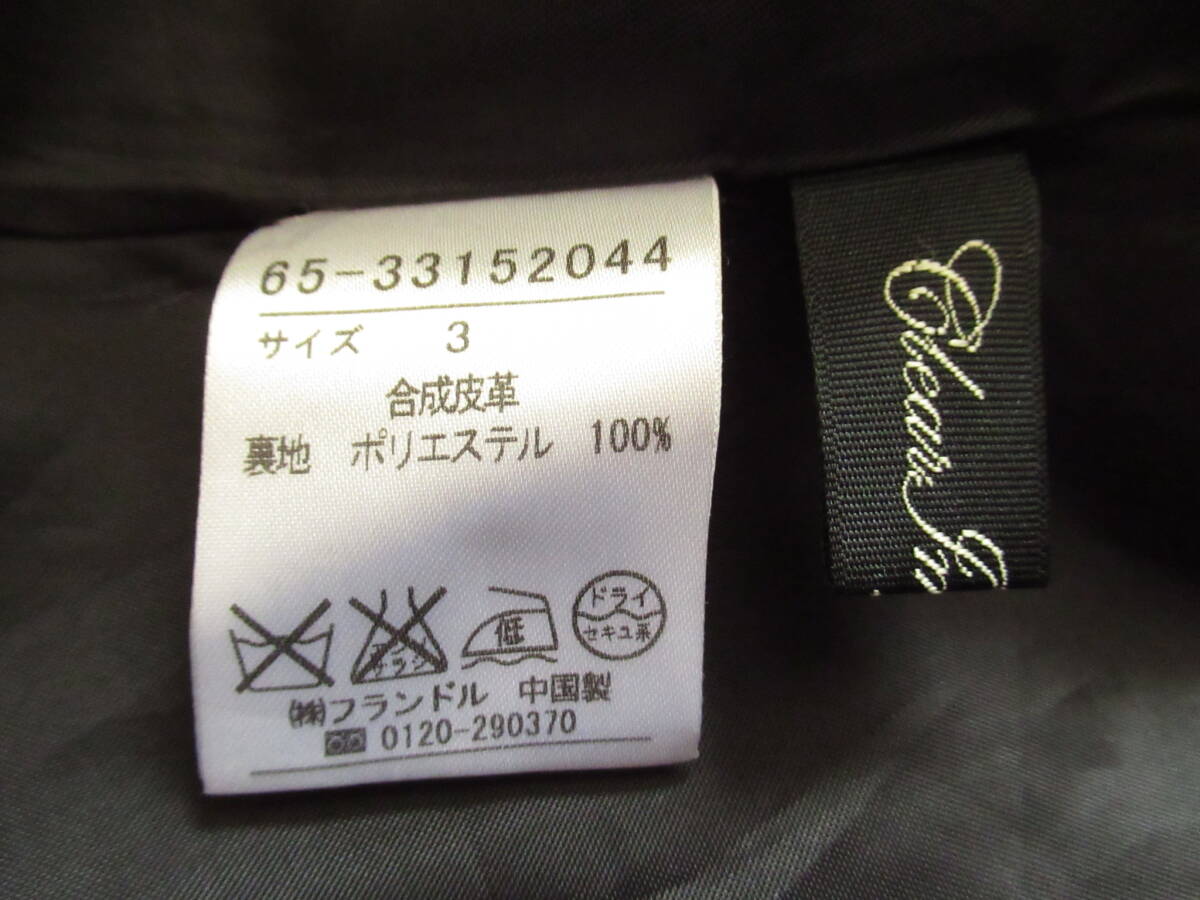 65-33152044
サイズ 3
合成皮革
裏地 ポリエステル 100%
低
ドライ
セキユ系
㈱フランドル 中国製
0120-290370
Clear